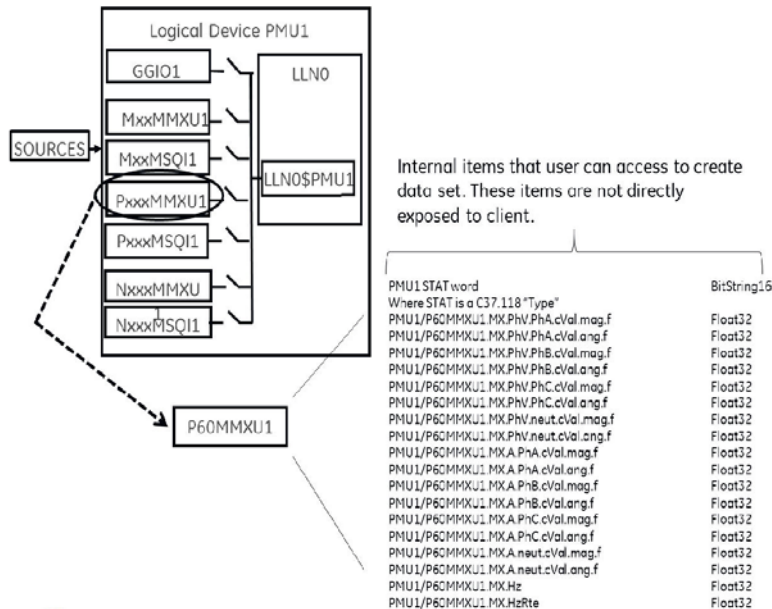 Logical Device PMU1
GGIO1
LLN0
MxxMMXU1
SOURCES
MxxMSQI1
LLN0$PMU1
PxxxMMXU1
PxxxMSQI1
NxxxMMXU
NxxxMSQI1
P60MMXU1
Internal items that user can access to create
data set. These items are not directly
exposed to client.
PMU1 STAT word BitString16
Where STAT is a C37.118 "Type"
PMU1/P60MMXU1.MX.PhV.PhA.cVal.mag.f Float32
PMU1/P60MMXU1.MX.PhV.PhA.cVal.ang.f Float32
PMU1/P60MMXU1.MX.PhV.PhB.cVal.mag.f Float32
PMU1/P60MMXU1.MX.PhV.PhB.cVal.ang.f Float32
PMU1/P60MMXU1.MX.PhV.PhC.cVal.mag.f Float32
PMU1/P60MMXU1.MX.PhV.PhC.cVal.ang.f Float32
PMU1/P60MMXU1.MX.PhV.neut.cVal.mag.f Float32
PMU1/P60MMXU1.MX.PhV.neut.cVal.ang.f Float32
PMU1/P60MMXU1.MX.A.PhA.cVal.mag.f Float32
PMU1/P60MMXU1.MX.A.PhA.cVal.ang.f Float32
PMU1/P60MMXU1.MX.A.PhB.cVal.mag.f Float32
PMU1/P60MMXU1.MX.A.PhB.cVal.ang.f Float32
PMU1/P60MMXU1.MX.A.PhC.cVal.mag.f Float32
PMU1/P60MMXU1.MX.A.PhC.cVal.ang.f Float32
PMU1/P60MMXU1.MX.A.neut.cVal.mag.f Float32
PMU1/P60MMXU1.MX.A.neut.cVal.ang.f Float32
PMU1/P60MMXU1.MX.Hz Float32
PMU1/P60MMXU1.MX.HzRte Float32